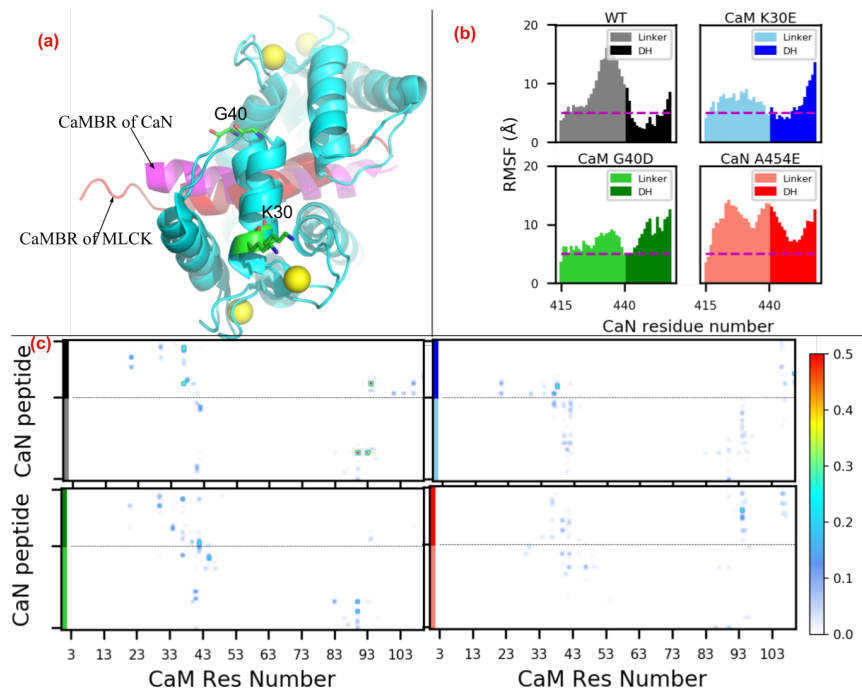 (a)
G40
CaMBR of CaN
K30
CaMBR of MLCK
(b)
WT
CaM K30E
20
10
0
Linker
DH
Linker
DH
RMSF (Å)
CaM G40D
CaN A454E
20
10
0
Linker
DH
Linker
DH
415
440
415
440
CaN residue number
(c)
CaN peptide
CaN peptide
3 13 23 33 43 53 63 73 83 93 103
3 13 23 33 43 53 63 73 83 93 103
CaM Res Number
CaM Res Number
0.5
0.4
0.3
0.2
0.1
0.0